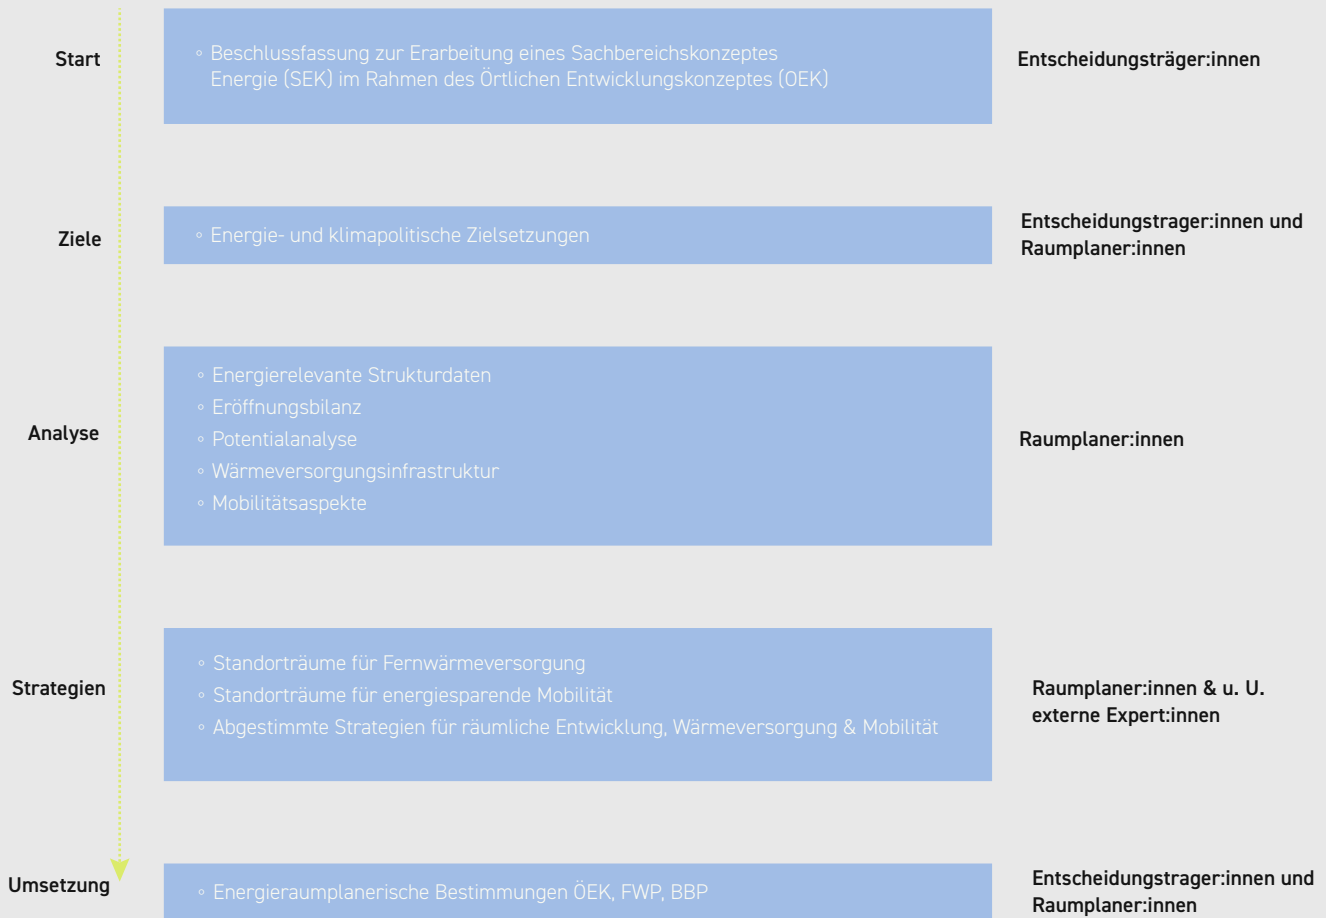 Start
◦ Beschlussfassung zur Erarbeitung eines Sachbereichskonzeptes
Energie (SEK) im Rahmen des Örtlichen Entwicklungskonzeptes (OEK)
Entscheidungsträger:innen
Ziele
◦ Energie- und klimapolitische Zielsetzungen
Entscheidungstrager:innen und
Raumplaner:innen
Analyse
◦ Energierelevante Strukturdaten
◦ Eröffnungsbilanz
◦ Potentialanalyse
◦ Wärmeversorgungsinfrastruktur
◦ Mobilitätsaspekte
Raumplaner:innen
Strategien
◦ Standorträume für Fernwärmeversorgung
◦ Standorträume für energiesparende Mobilität
◦ Abgestimmte Strategien für räumliche Entwicklung, Wärmeversorgung & Mobilität
Raumplaner:innen & u. U.
externe Expert:innen
Umsetzung
◦ Energieraumplanerische Bestimmungen ÖEK, FWP, BBP
Entscheidungstrager:innen und
Raumplaner:innen